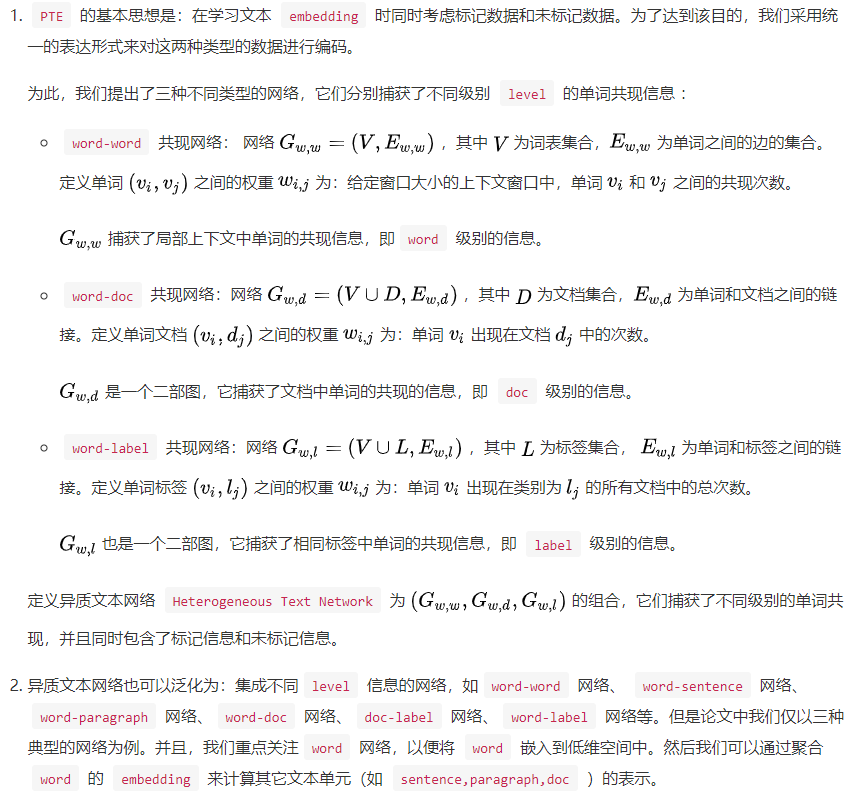 1. PTE 的基本思想是：在学习文本 embedding 时同时考虑标记数据和未标记数据。为了达到该目的，我们采用统
一的表达形式来对这两种类型的数据进行编码。
为此，我们提出了三种不同类型的网络，它们分别捕获了不同级别 level 的单词共现信息：
○ word-word 共现网络： 网络 $G_{w,w} = (V, E_{w,w})$ ，其中 $V$ 为词表集合，$E_{w,w}$ 为单词之间的边的集合。
定义单词 $(v_i, v_j)$ 之间的权重 $w_{i,j}$ 为：给定窗口大小的上下文窗口中，单词 $v_i$ 和 $v_j$ 之间的共现次数。
$G_{w,w}$ 捕获了局部上下文中单词的共现信息，即 word 级别的信息。
○ word-doc 共现网络：网络 $G_{w,d} = (V \cup D, E_{w,d})$ ，其中 $D$ 为文档集合，$E_{w,d}$ 为单词和文档之间的链
接。定义单词文档 $(v_i, d_j)$ 之间的权重 $w_{i,j}$ 为：单词 $v_i$ 出现在文档 $d_j$ 中的次数。
$G_{w,d}$ 是一个二部图，它捕获了文档中单词的共现的信息，即 doc 级别的信息。
○ word-label 共现网络：网络 $G_{w,l} = (V \cup L, E_{w,l})$ ，其中 $L$ 为标签集合， $E_{w,l}$ 为单词和标签之间的链
接。定义单词标签 $(v_i, l_j)$ 之间的权重 $w_{i,j}$ 为：单词 $v_i$ 出现在类别为 $l_j$ 的所有文档中的总次数。
$G_{w,l}$ 也是一个二部图，它捕获了相同标签中单词的共现信息，即 label 级别的信息。
定义异质文本网络 Heterogeneous Text Network 为 $(G_{w,w}, G_{w,d}, G_{w,l})$ 的组合，它们捕获了不同级别的单词共
现，并且同时包含了标记信息和未标记信息。
2. 异质文本网络也可以泛化为：集成不同 level 信息的网络，如 word-word 网络、 word-sentence 网络、
word-paragraph 网络、 word-doc 网络、 doc-label 网络、 word-label 网络等。但是论文中我们仅以三种
典型的网络为例。并且，我们重点关注 word 网络，以便将 word 嵌入到低维空间中。然后我们可以通过聚合
word 的 embedding 来计算其它文本单元（如 sentence,paragraph,doc ）的表示。